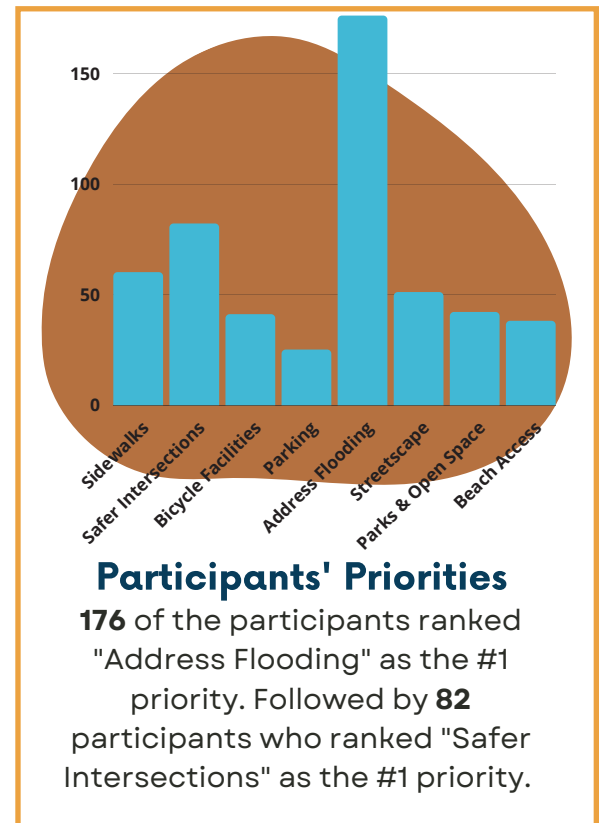 150
100
50
0
Sidewalks
Safer Intersections
Bicycle Facilities
Parking
Address Flooding
Streetscape
Parks & Open Space
Beach Access
Participants' Priorities
176 of the participants ranked
"Address Flooding" as the #1
priority. Followed by 82
participants who ranked "Safer
Intersections" as the #1 priority.